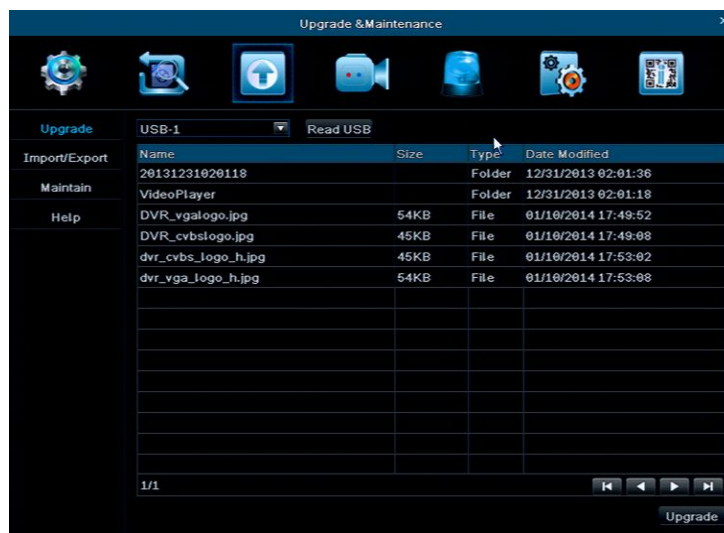 Upgrade &Maintenance
Upgrade
Import/Export
Maintain
Help
USB-1
Read USB
Name Size Type Date Modified
20131231020118 Folder 12/31/2013 02:01:36
VideoPlayer Folder 12/31/2013 02:01:18
DVR_vgalogo.jpg 54KB File 01/10/2014 17:49:52
DVR_cvbslogo.jpg 45KB File 01/10/2014 17:49:08
dvr_cvbs_logo_h.jpg 45KB File 01/10/2014 17:53:02
dvr_vga_logo_h.jpg 54KB File 01/10/2014 17:53:08
1/1
Upgrade